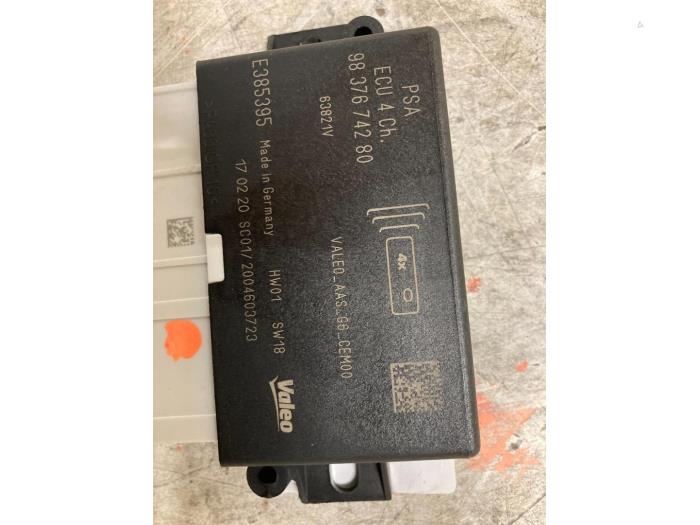 PSA
ECU 4 Ch.
98 376 742 80
63821V
VALEO_AAS_G6_CEM00
4x
E385395
Made in Germany
17 02 20 SC01/2004603723
HW01 SW18
Valeo